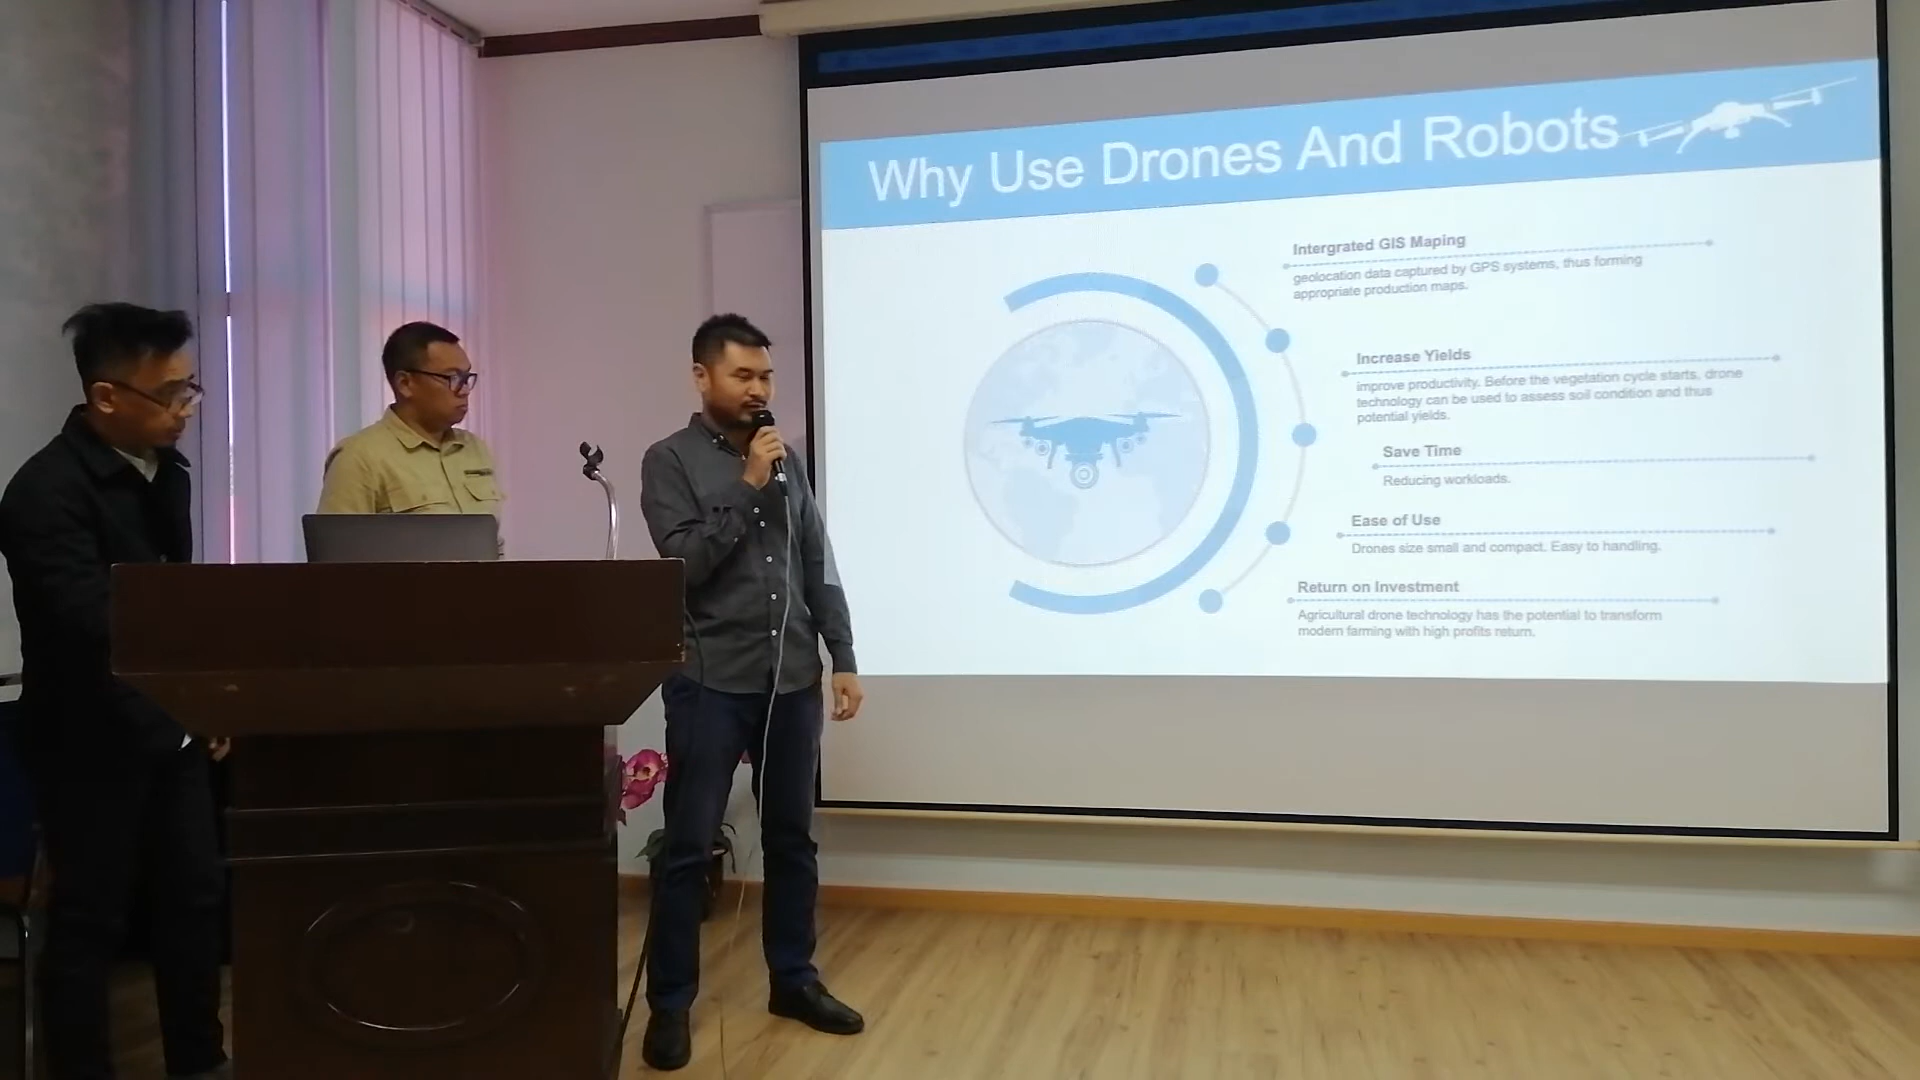 Why Use Drones And Robots
Intergrated GIS Maping
geolocation data captured by GPS systems, thus forming
appropriate production maps.
Increase Yields
improve productivity. Before the vegetation cycle starts, drone
technology can be used to assess soil condition and thus
potential yields.
Save Time
Reducing workloads.
Ease of Use
Drones size small and compact. Easy to handling.
Return on Investment
Agricultural drone technology has the potential to transform
modern farming with high profits return.